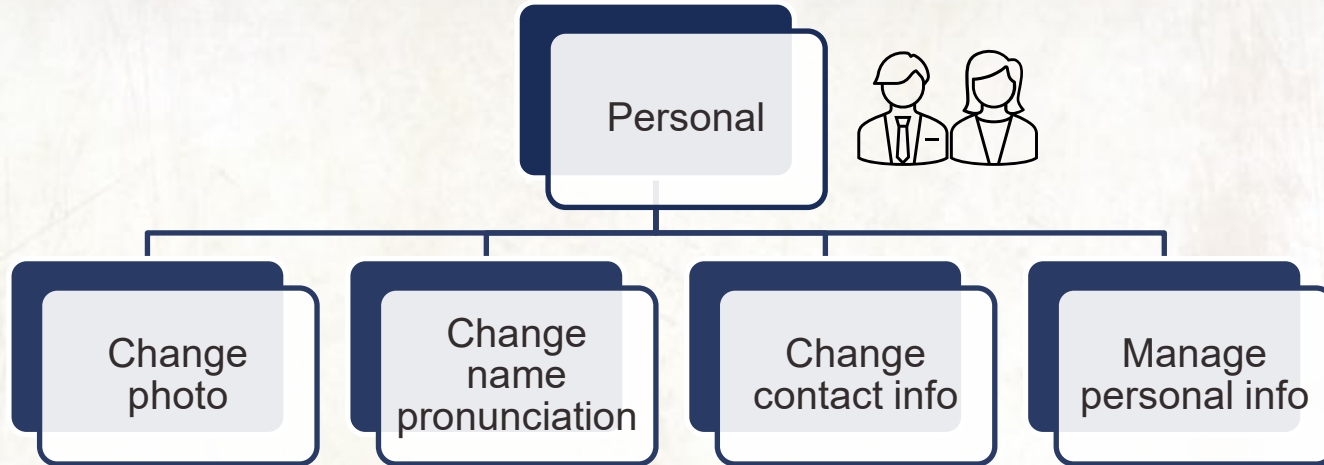 Personal
Change
photo
Change
name
pronunciation
Change
contact info
Manage
personal info